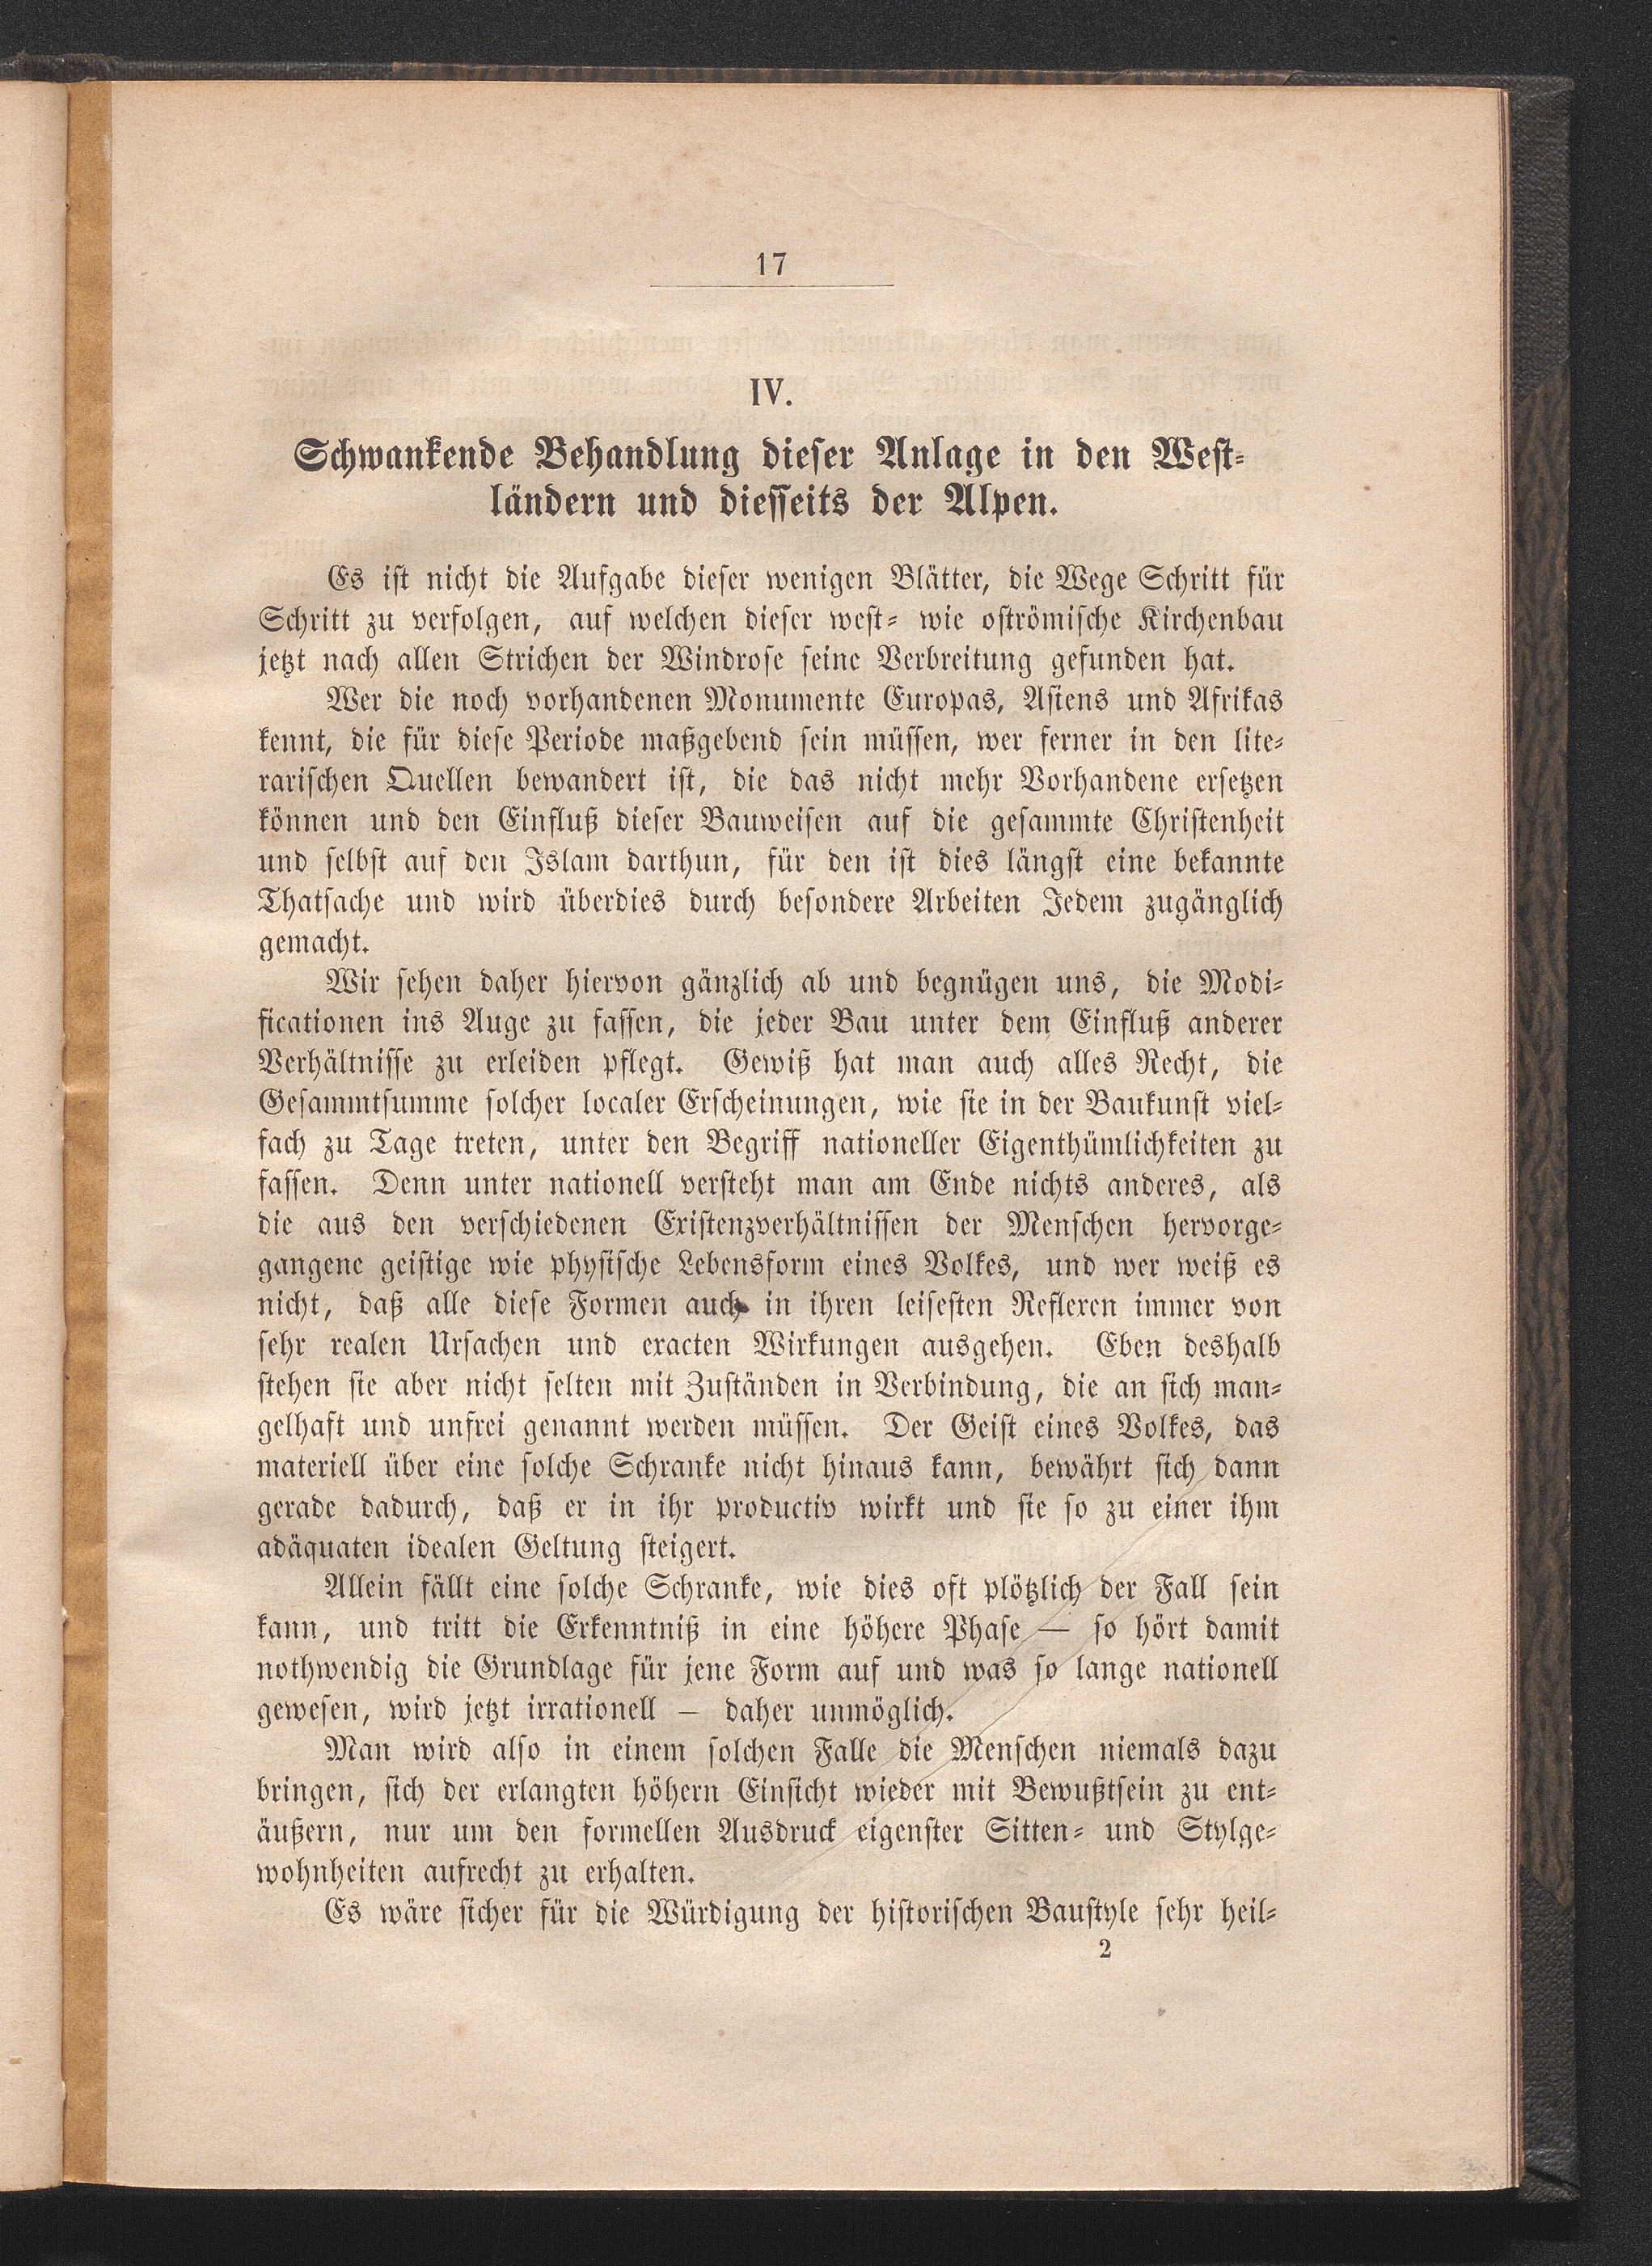 17
IV.
Schwankende Behandlung dieser Anlage in den West-
ländern und diesseits der Alpen.
Es ist nicht die Aufgabe dieser wenigen Blätter, die Wege Schritt für
Schritt zu verfolgen, auf welchen dieser west- wie oströmische Kirchenbau
jetzt nach allen Strichen der Windrose seine Verbreitung gefunden hat.
Wer die noch vorhandenen Monumente Europas, Asiens und Afrikas
kennt, die für diese Periode maßgebend sein müssen, wer ferner in den lite-
rarischen Quellen bewandert ist, die das nicht mehr Vorhandene ersetzen
können und den Einfluß dieser Bauweisen auf die gesammte Christenheit
und selbst auf den Islam darthun, für den ist dies längst eine bekannte
Thatsache und wird überdies durch besondere Arbeiten Jedem zugänglich
gemacht.
Wir sehen daher hiervon gänzlich ab und begnügen uns, die Modi-
ficationen ins Auge zu fassen, die jeder Bau unter dem Einfluß anderer
Verhältnisse zu erleiden pflegt. Gewiß hat man auch alles Recht, die
Gesammtsumme solcher localer Erscheinungen, wie sie in der Baukunst viel-
fach zu Tage treten, unter den Begriff nationeller Eigenthümlichkeiten zu
fassen. Denn unter nationell versteht man am Ende nichts anderes, als
die aus den verschiedenen Existenzverhältnissen der Menschen hervorge-
gangene geistige wie physische Lebensform eines Volkes, und wer weiß es
nicht, daß alle diese Formen auch in ihren leisesten Reflexen immer von
sehr realen Ursachen und exacten Wirkungen ausgehen. Eben deshalb
stehen sie aber nicht selten mit Zuständen in Verbindung, die an sich man-
gelhaft und unfrei genannt werden müssen. Der Geist eines Volkes, das
materiell über eine solche Schranke nicht hinaus kann, bewährt sich dann
gerade dadurch, daß er in ihr productiv wirkt und sie so zu einer ihm
adäquaten idealen Geltung steigert.
Allein fällt eine solche Schranke, wie dies oft plötzlich der Fall sein
kann, und tritt die Erkenntniß in eine höhere Phase — so hört damit
nothwendig die Grundlage für jene Form auf und was so lange nationell
gewesen, wird jetzt irrationell — daher unmöglich.
Man wird also in einem solchen Falle die Menschen niemals dazu
bringen, sich der erlangten höhern Einsicht wieder mit Bewußtsein zu ent-
äußern, nur um den formellen Ausdruck eigenster Sitten- und Stylge-
wohnheiten aufrecht zu erhalten.
Es wäre sicher für die Würdigung der historischen Baustyle sehr heil-
2